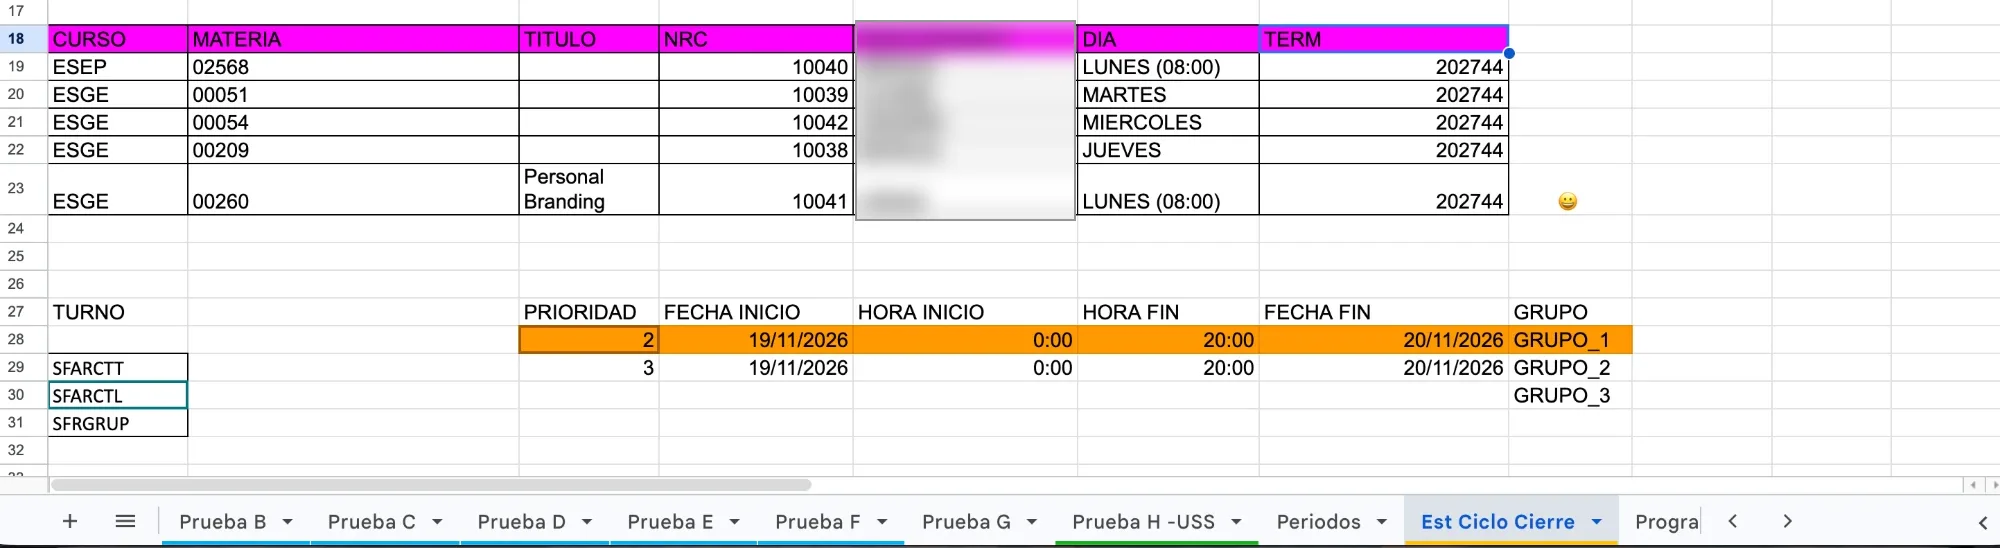 17
18 CURSO MATERIA TITULO NRC DIA TERM
19 ESEP 02568 10040 LUNES (08:00) 202744
20 ESGE 00051 10039 MARTES 202744
21 ESGE 00054 10042 MIERCOLES 202744
22 ESGE 00209 10038 JUEVES 202744
Personal
23 ESGE 00260 Branding 10041 LUNES (08:00) 202744 😀
24
25
26
27 TURNO PRIORIDAD FECHA INICIO HORA INICIO HORA FIN FECHA FIN GRUPO
28 2 19/11/2026 0:00 20:00 20/11/2026 GRUPO_1
29 SFARCTT 3 19/11/2026 0:00 20:00 20/11/2026 GRUPO_2
30 SFARCTL GRUPO_3
31 SFRGRUP
32
Prueba B Prueba C Prueba D Prueba E Prueba F Prueba G Prueba H -USS Periodos Est Ciclo Cierre Progra